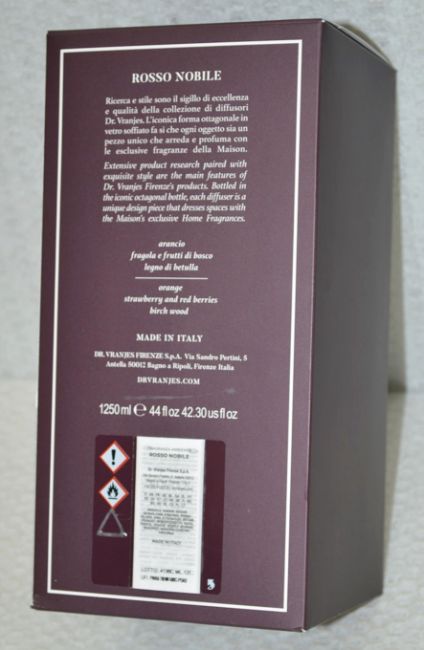 ROSSO NOBILE
Ricerca e stile sono il sigillo di eccellenza
e qualità della collezione di diffusori
Dr. Vranjes. L'iconica forma ottagonale in
vetro soffiato fa sì che ogni oggetto sia un
pezzo unico che arreda e profuma con
le esclusive fragranze della Maison.
Extensive product research paired with
exquisite style are the main features of
Dr. Vranjes Firenze's products. Bottled in
the iconic octagonal bottle, each diffuser is a
unique design piece that dresses spaces with
the Maison's exclusive Home Fragrances.
arancio
fragola e frutti di bosco
legno di betulla
orange
strawberry and red berries
birch wood
MADE IN ITALY
DR. VRANJES FIRENZE S.p.A. Via Sandro Pertini, 5
Antella 50012 Bagno a Ripoli, Firenze Italia
DRVRANJES.COM
1250 ml ℮ 44 fl oz 42.30 us fl oz
ROSSO NOBILE
Dr. Vranjes Firenze S.p.A.
MADE IN ITALY